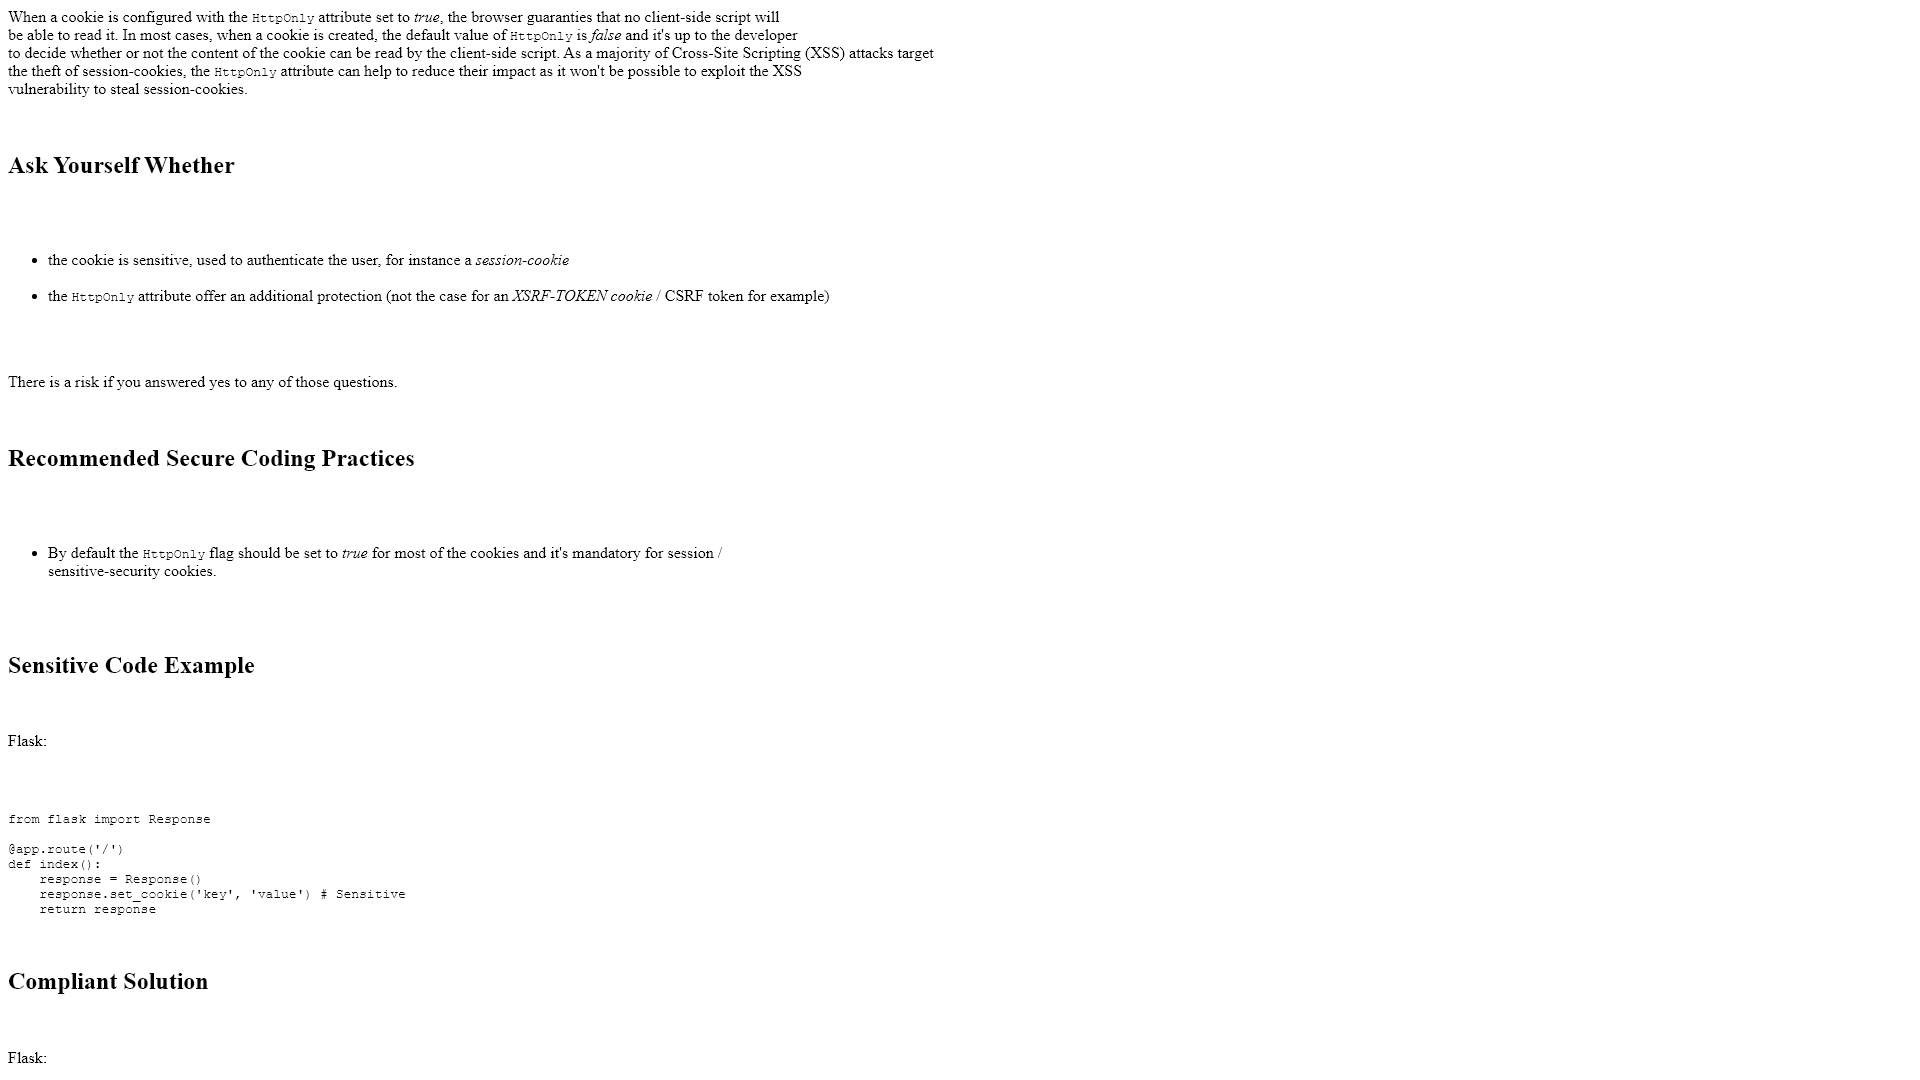 When a cookie is configured with the HttpOnly attribute set to true, the browser guaranties that no client-side script will
be able to read it. In most cases, when a cookie is created, the default value of HttpOnly is false and it's up to the developer
to decide whether or not the content of the cookie can be read by the client-side script. As a majority of Cross-Site Scripting (XSS) attacks target
the theft of session-cookies, the HttpOnly attribute can help to reduce their impact as it won't be possible to exploit the XSS
vulnerability to steal session-cookies.
Ask Yourself Whether
• the cookie is sensitive, used to authenticate the user, for instance a session-cookie
• the HttpOnly attribute offer an additional protection (not the case for an XSRF-TOKEN cookie / CSRF token for example)
There is a risk if you answered yes to any of those questions.
Recommended Secure Coding Practices
• By default the HttpOnly flag should be set to true for most of the cookies and it's mandatory for session /
sensitive-security cookies.
Sensitive Code Example
Flask:
from flask import Response
@app.route('/')
def index():
    response = Response()
    response.set_cookie('key', 'value') # Sensitive
    return response
Compliant Solution
Flask: